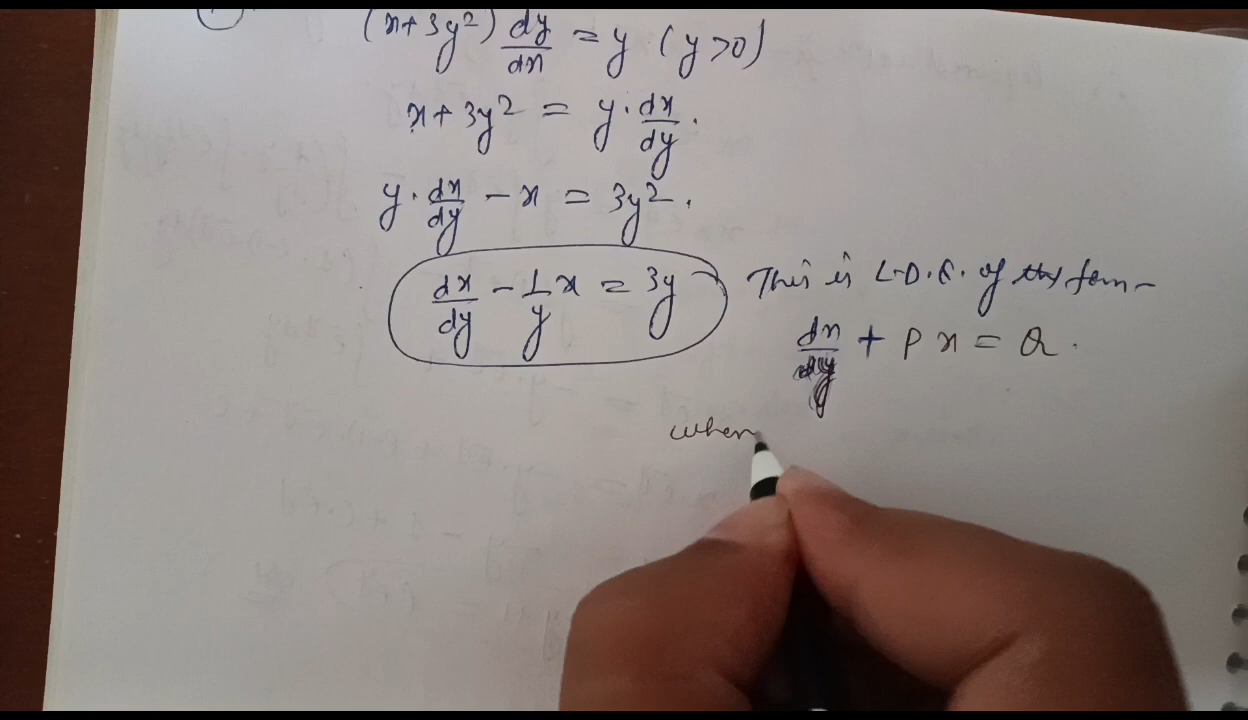 (x+3y²) dy/dx = y (y>0)
x+3y² = y. dx/dy.
y. dx/dy - x = 3y².
dx/dy - 1/y x = 3y This is L.D.E. of the form -
dx/dy + P x = Q.
when